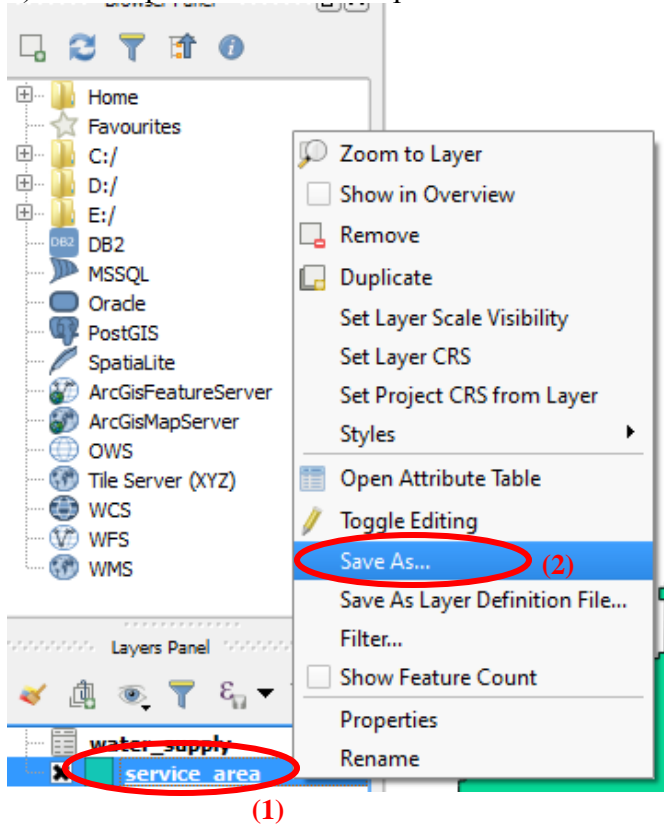 Browser Panel
Home
Favourites
C:/
D:/
E:/
DB2
DB2
MSSQL
Oracle
PostGIS
SpatiaLite
ArcGisFeatureServer
ArcGisMapServer
OWS
Tile Server (XYZ)
WCS
WFS
WMS
Zoom to Layer
Show in Overview
Remove
Duplicate
Set Layer Scale Visibility
Set Layer CRS
Set Project CRS from Layer
Styles
Open Attribute Table
Toggle Editing
Save As... (2)
Save As Layer Definition File...
Filter...
Show Feature Count
Properties
Rename
Layers Panel
water_supply
service_area
(1)